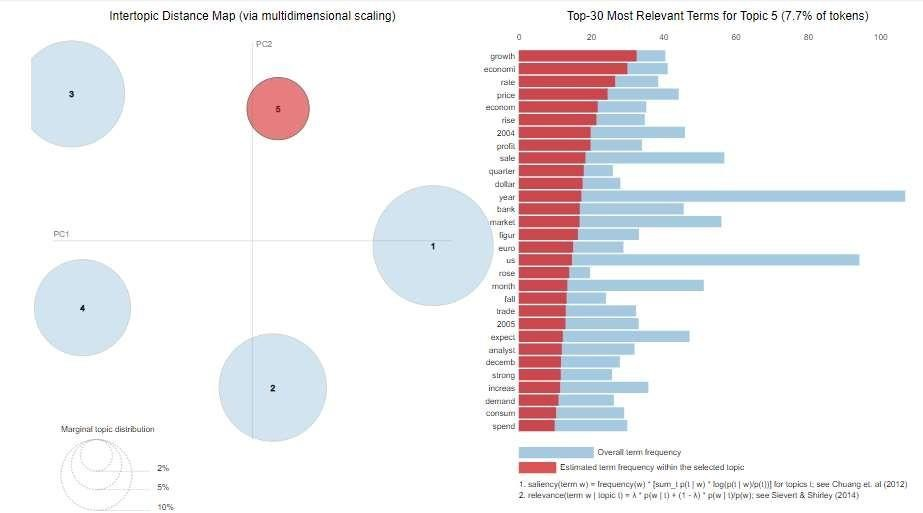 Intertopic Distance Map (via multidimensional scaling)
PC2
3
5
PC1
1
4
2
Marginal topic distribution
2%
5%
10%
Top-30 Most Relevant Terms for Topic 5 (7.7% of tokens)
0 20 40 60 80 100
growth
economi
rate
price
econom
rise
2004
profit
sale
quarter
dollar
year
bank
market
figur
euro
us
rose
month
fall
trade
2005
expect
analyst
decemb
strong
increas
demand
consum
spend
Overall term frequency
Estimated term frequency within the selected topic
1. saliency(term w) = frequency(w) * [sum_t p(t | w) * log(p(t | w)/p(t))] for topics t; see Chuang et. al (2012)
2. relevance(term w | topic t) = λ * p(w | t) + (1 - λ) * p(w | t)/p(w); see Sievert & Shirley (2014)